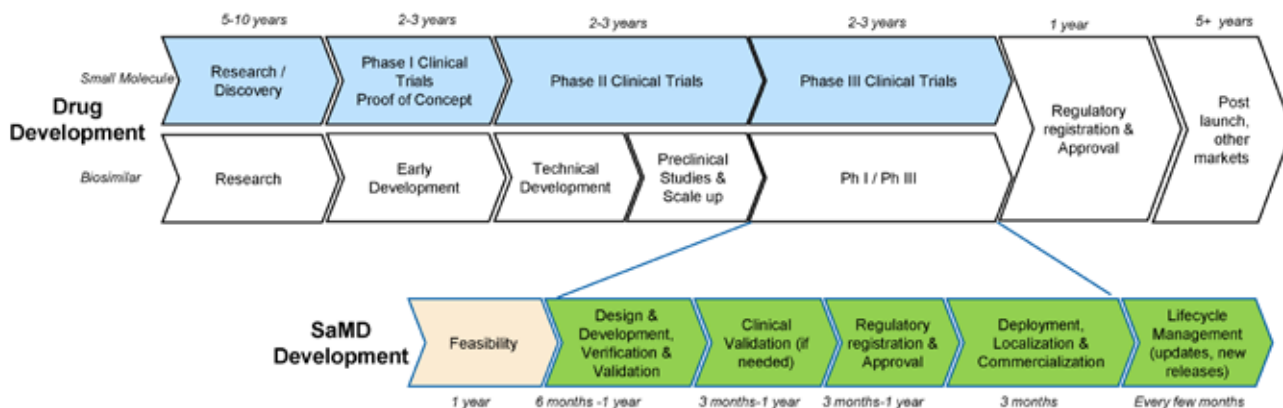 5-10 years
2-3 years
2-3 years
2-3 years
1 year
5+ years
Small Molecule
Research /
Discovery
Phase I Clinical
Trials
Proof of Concept
Phase II Clinical Trials
Phase III Clinical Trials
Regulatory
registration &
Approval
Post
launch,
other
markets
Drug
Development
Biosimilar
Research
Early
Development
Technical
Development
Preclinical
Studies &
Scale up
Ph I / Ph III
SaMD
Development
Feasibility
Design &
Development,
Verification &
Validation
Clinical
Validation (if
needed)
Regulatory
registration &
Approval
Deployment,
Localization &
Commercialization
Lifecycle
Management
(updates, new
releases)
1 year
6 months -1 year
3 months-1 year
3 months-1 year
3 months
Every few months